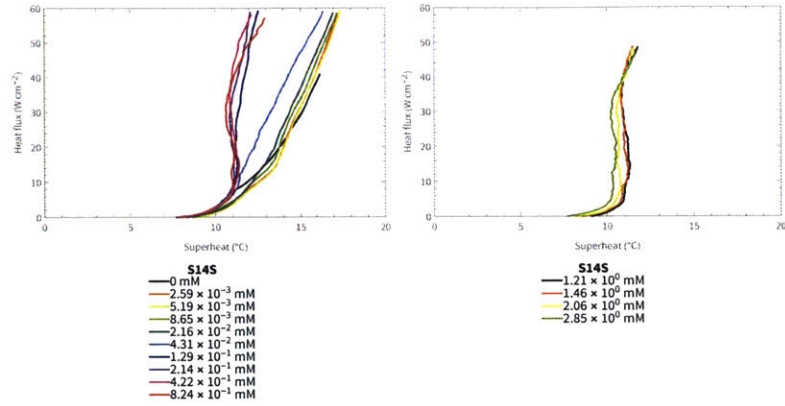 60
50
40
30
20
10
0
Heat flux (W cm⁻²)
0 5 10 15 20
Superheat (°C)
S14S
0 mM
2.59 × 10⁻³ mM
5.19 × 10⁻³ mM
8.65 × 10⁻³ mM
2.16 × 10⁻² mM
4.31 × 10⁻² mM
1.29 × 10⁻¹ mM
2.14 × 10⁻¹ mM
4.22 × 10⁻¹ mM
8.24 × 10⁻¹ mM
60
50
40
30
20
10
0
Heat flux (W cm⁻²)
0 5 10 15 20
Superheat (°C)
S14S
1.21 × 10⁰ mM
1.46 × 10⁰ mM
2.06 × 10⁰ mM
2.85 × 10⁰ mM